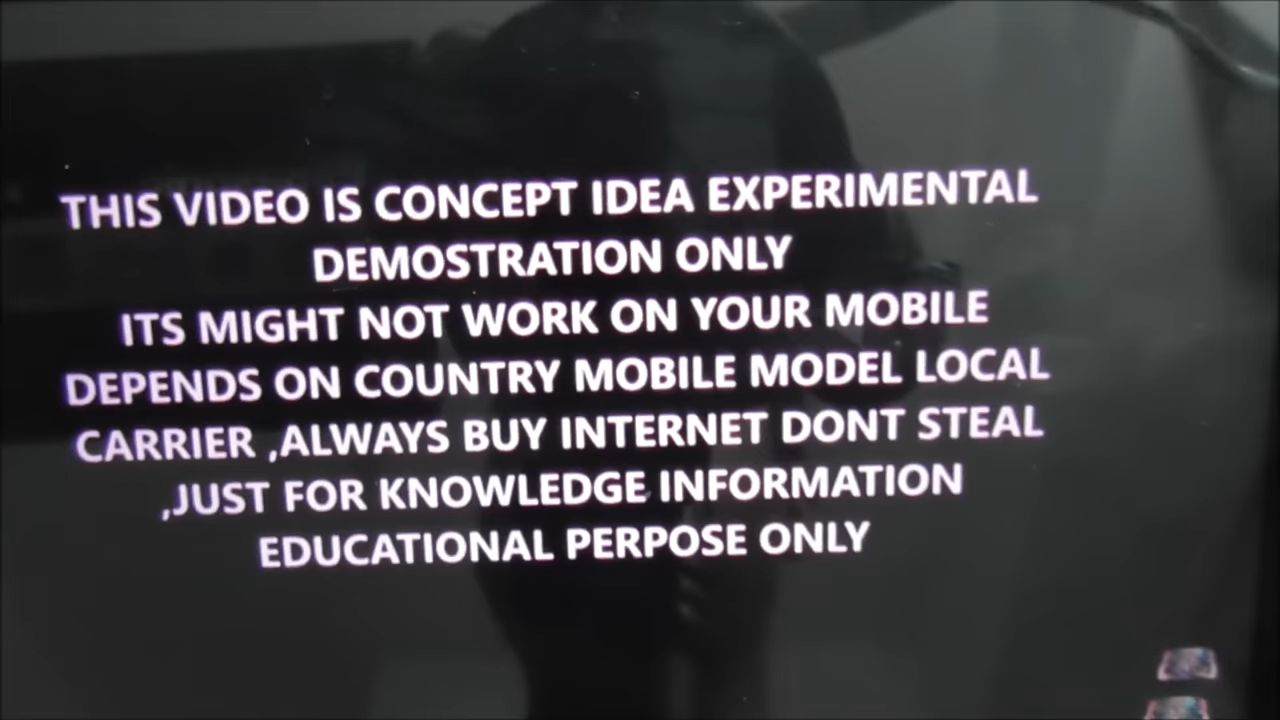 THIS VIDEO IS CONCEPT IDEA EXPERIMENTAL
DEMOSTRATION ONLY
ITS MIGHT NOT WORK ON YOUR MOBILE
DEPENDS ON COUNTRY MOBILE MODEL LOCAL
CARRIER ,ALWAYS BUY INTERNET DONT STEAL
,JUST FOR KNOWLEDGE INFORMATION
EDUCATIONAL PERPOSE ONLY